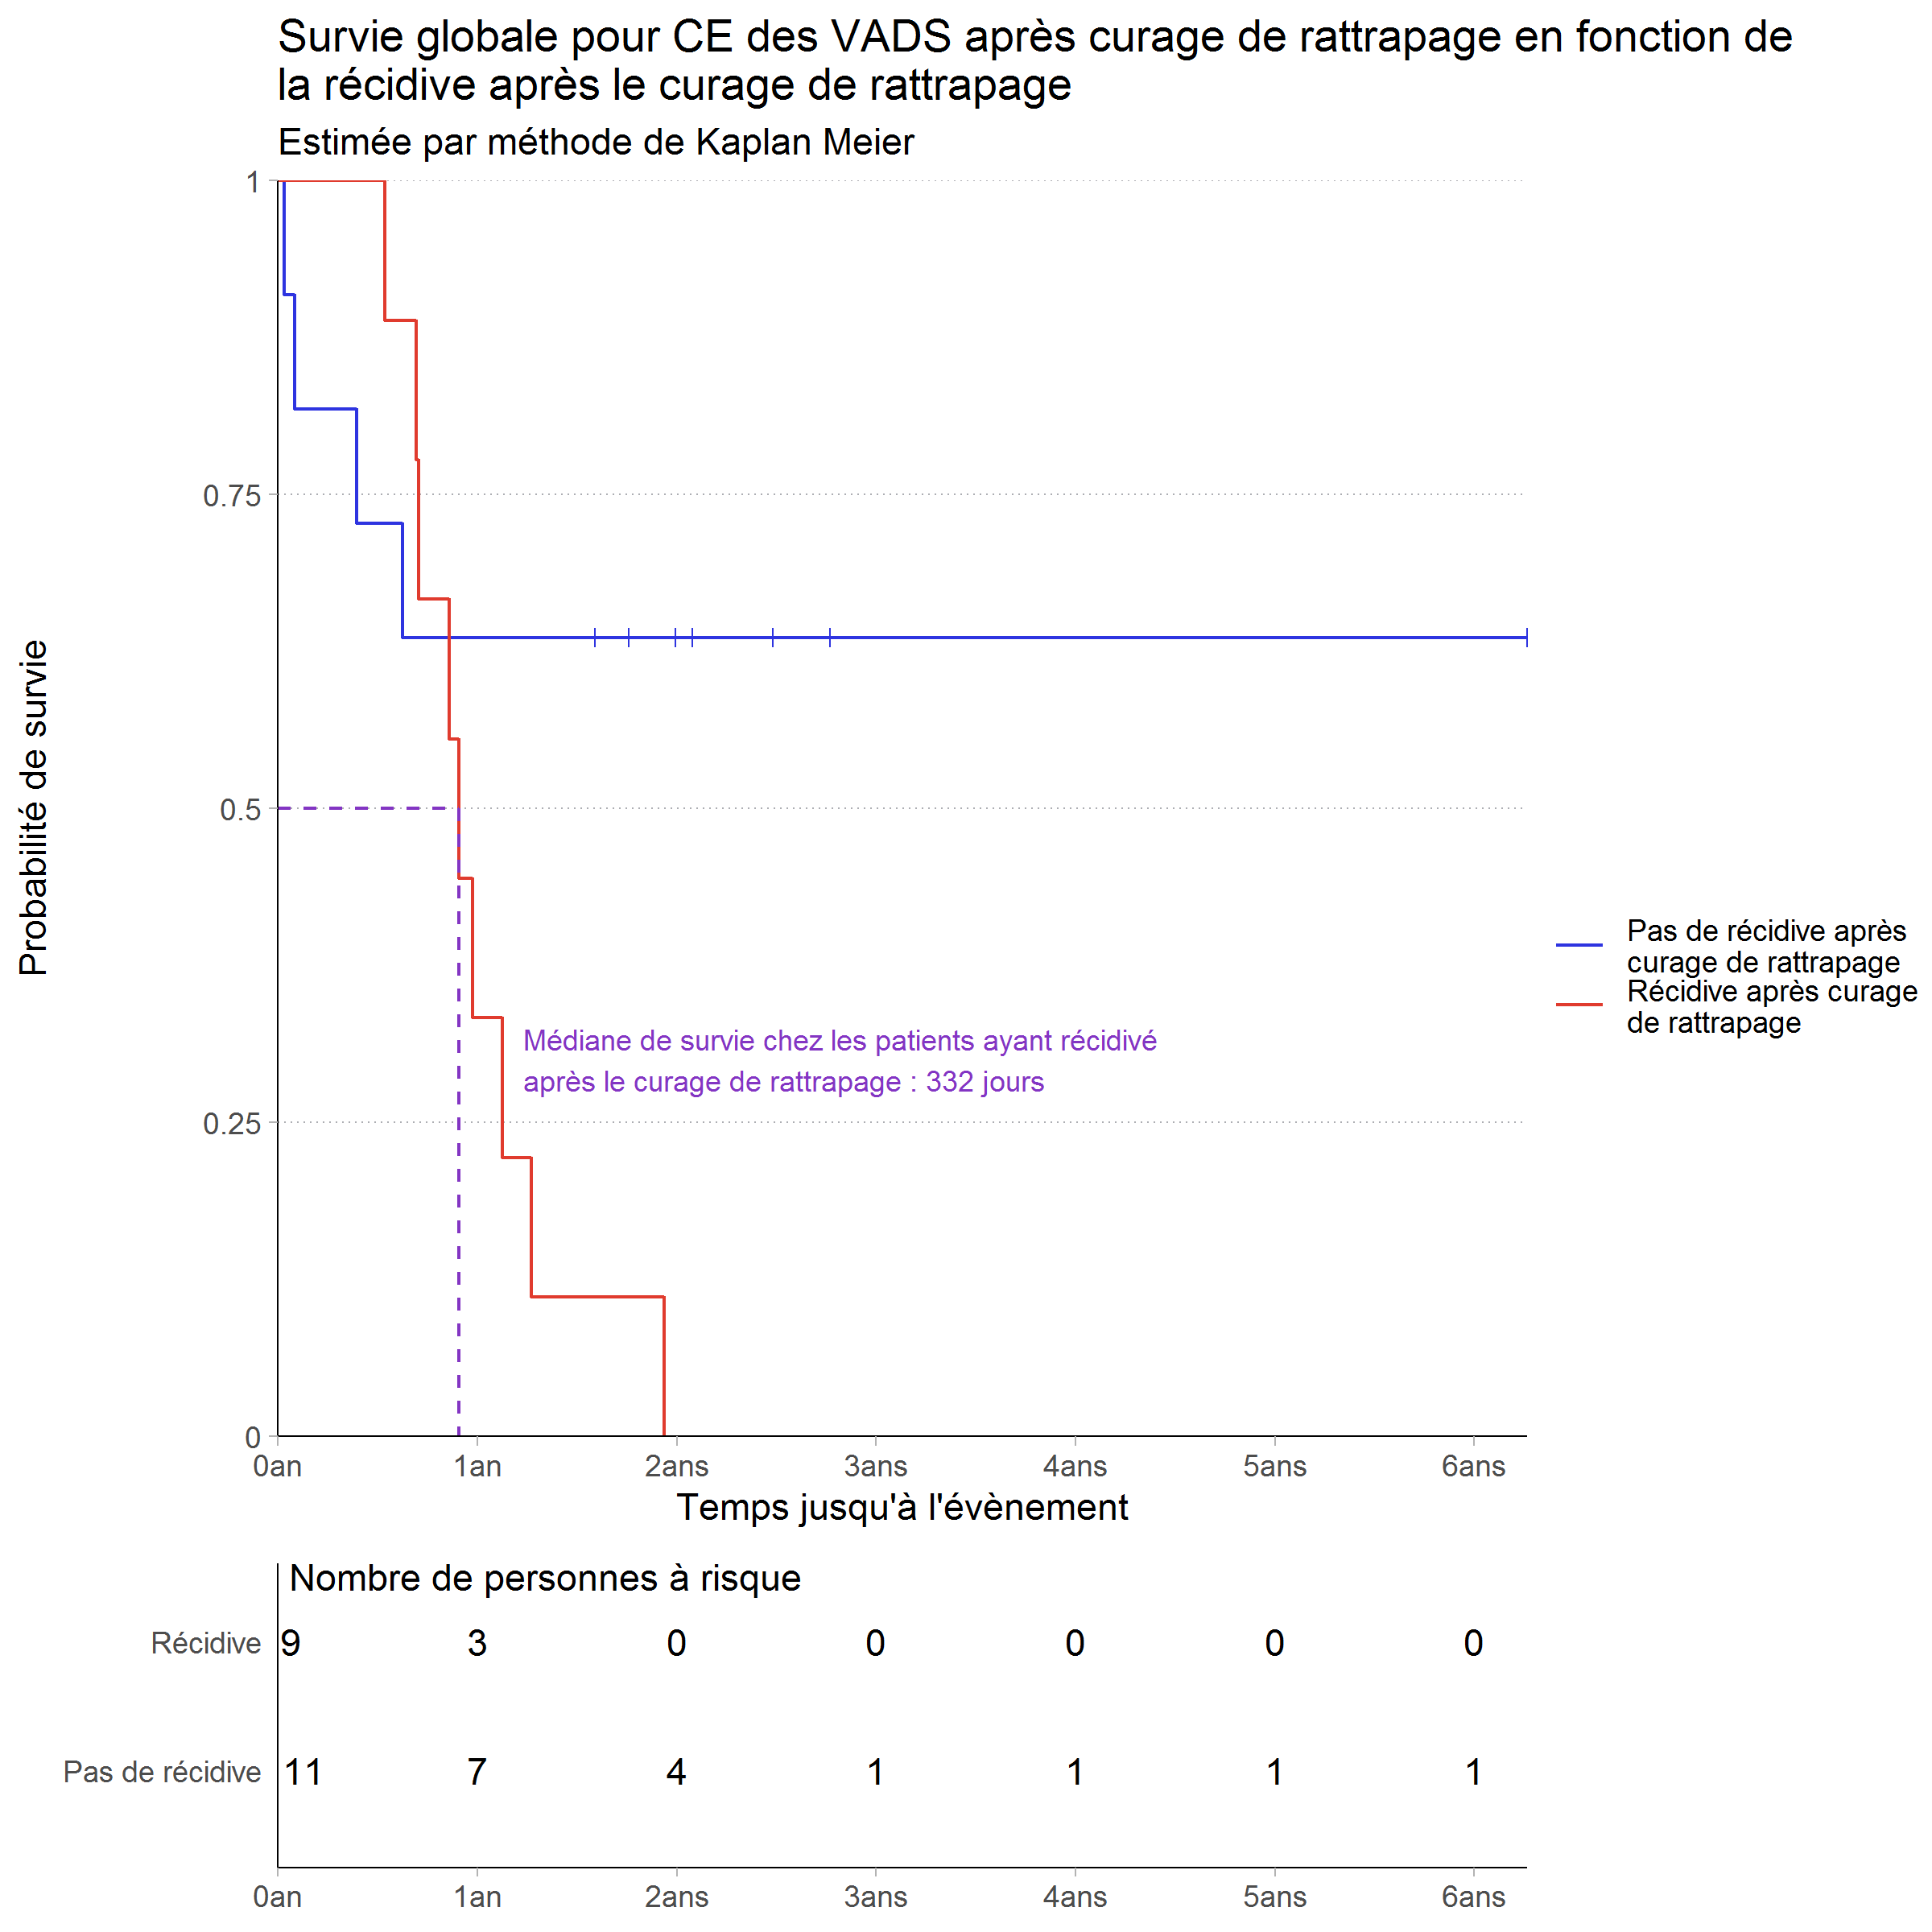 Survie globale pour CE des VADS après curage de rattrapage en fonction de
la récidive après le curage de rattrapage
Estimée par méthode de Kaplan Meier
1
0.75
0.5
0.25
0
Probabilité de survie
Médiane de survie chez les patients ayant récidivé
après le curage de rattrapage : 332 jours
Pas de récidive après
curage de rattrapage
Récidive après curage
de rattrapage
0an 1an 2ans 3ans 4ans 5ans 6ans
Temps jusqu'à l'évènement
Nombre de personnes à risque
Récidive 9 3 0 0 0 0 0
Pas de récidive 11 7 4 1 1 1 1
0an 1an 2ans 3ans 4ans 5ans 6ans